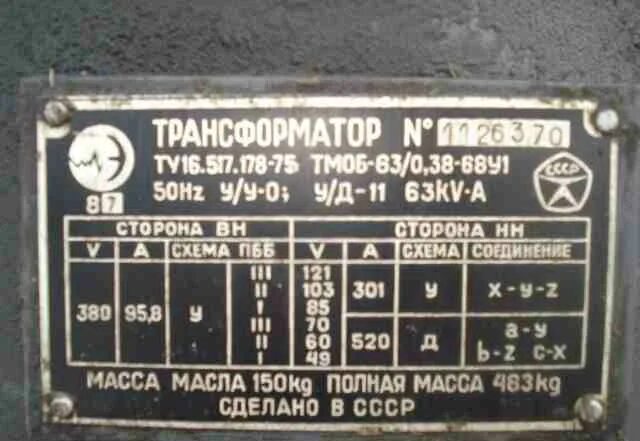 ТРАНСФОРМАТОР № 1126370
ТУ16.517.178-75 ТМОБ-63/0,38-68У1
50Hz У/У-0; У/Д-11 63kV·A
СССР
87
СТОРОНА ВН СТОРОНА НН
V A СХЕМА ПББ V A СХЕМА СОЕДИНЕНИЕ
380 95,8 У
III 121
II 103
I 85
301 У x-y-z
III 70
II 60
I 49
520 Д a-y
b-z c-x
МАССА МАСЛА 150kg ПОЛНАЯ МАССА 483kg
СДЕЛАНО В СССР